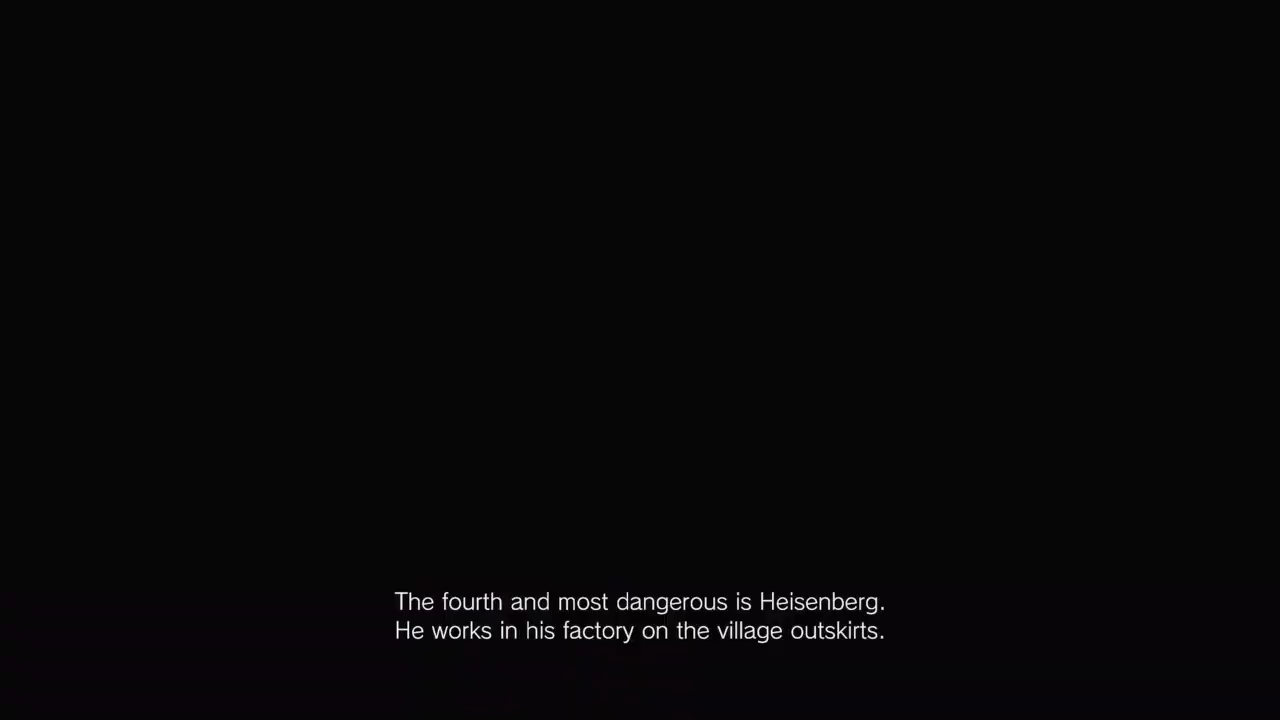 The fourth and most dangerous is Heisenberg.
He works in his factory on the village outskirts.